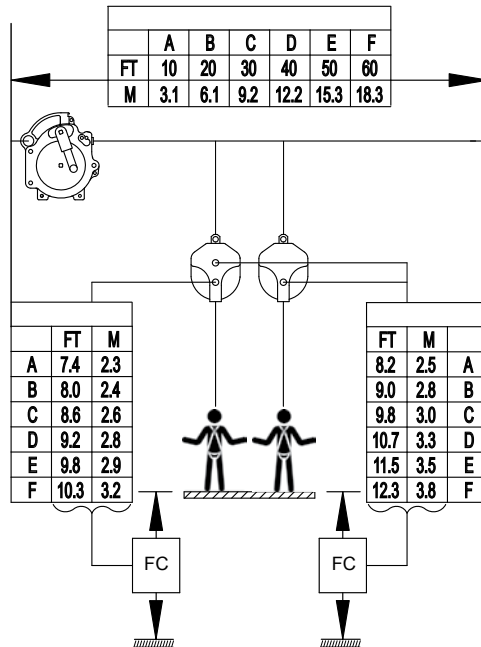 A B C D E F
FT 10 20 30 40 50 60
M 3.1 6.1 9.2 12.2 15.3 18.3
FT M
A 7.4 2.3
B 8.0 2.4
C 8.6 2.6
D 9.2 2.8
E 9.8 2.9
F 10.3 3.2
FT M
8.2 2.5 A
9.0 2.8 B
9.8 3.0 C
10.7 3.3 D
11.5 3.5 E
12.3 3.8 F
FC
FC